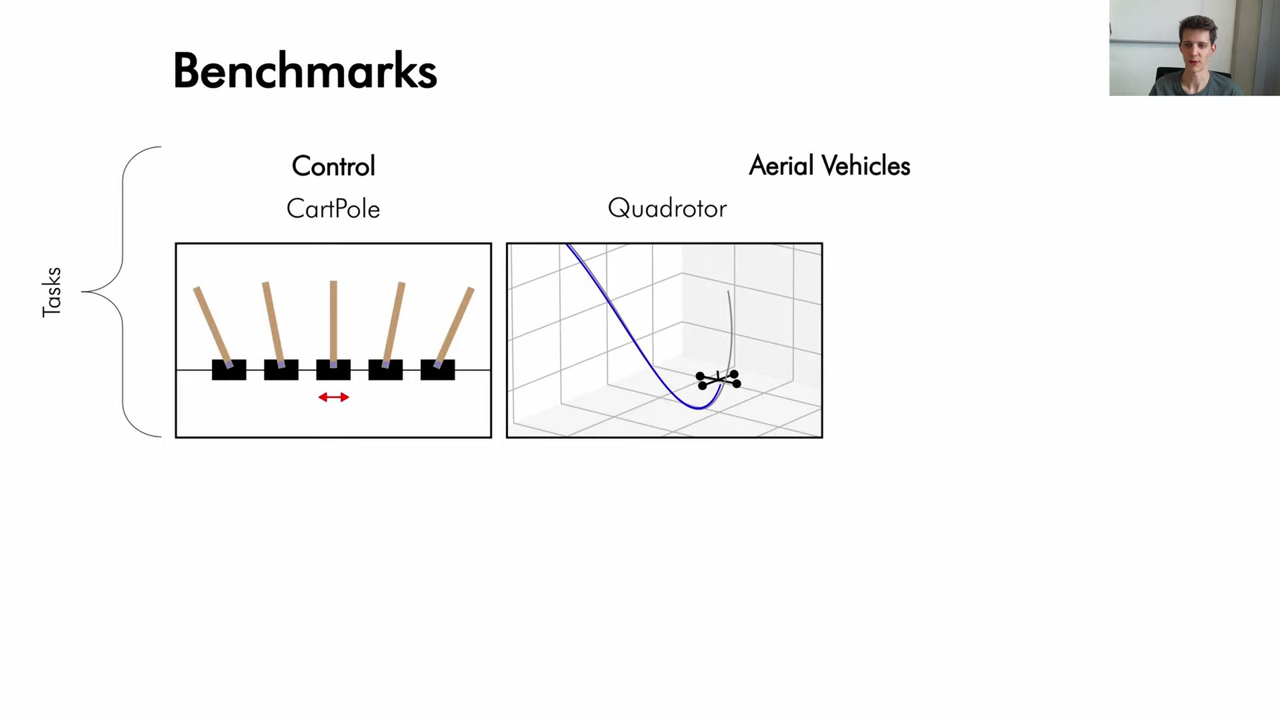 Benchmarks
Control
Aerial Vehicles
CartPole
Quadrotor
Tasks